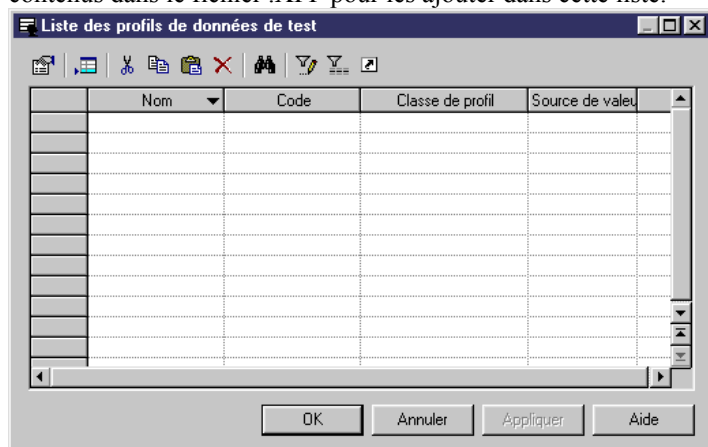 contenus dans le fichier .XPF pour les ajouter dans cette liste.
Liste des profils de données de test
Nom Code Classe de profil Source de valeu
OK Annuler Appliquer Aide